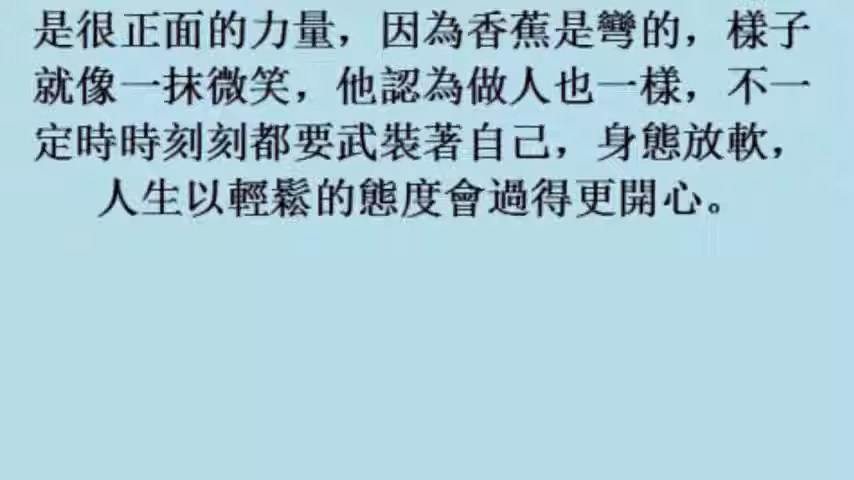 是很正面的力量，因為香蕉是彎的，樣子
就像一抹微笑，他認為做人也一樣，不一
定時時刻刻都要武裝著自己，身態放軟，
人生以輕鬆的態度會過得更開心。